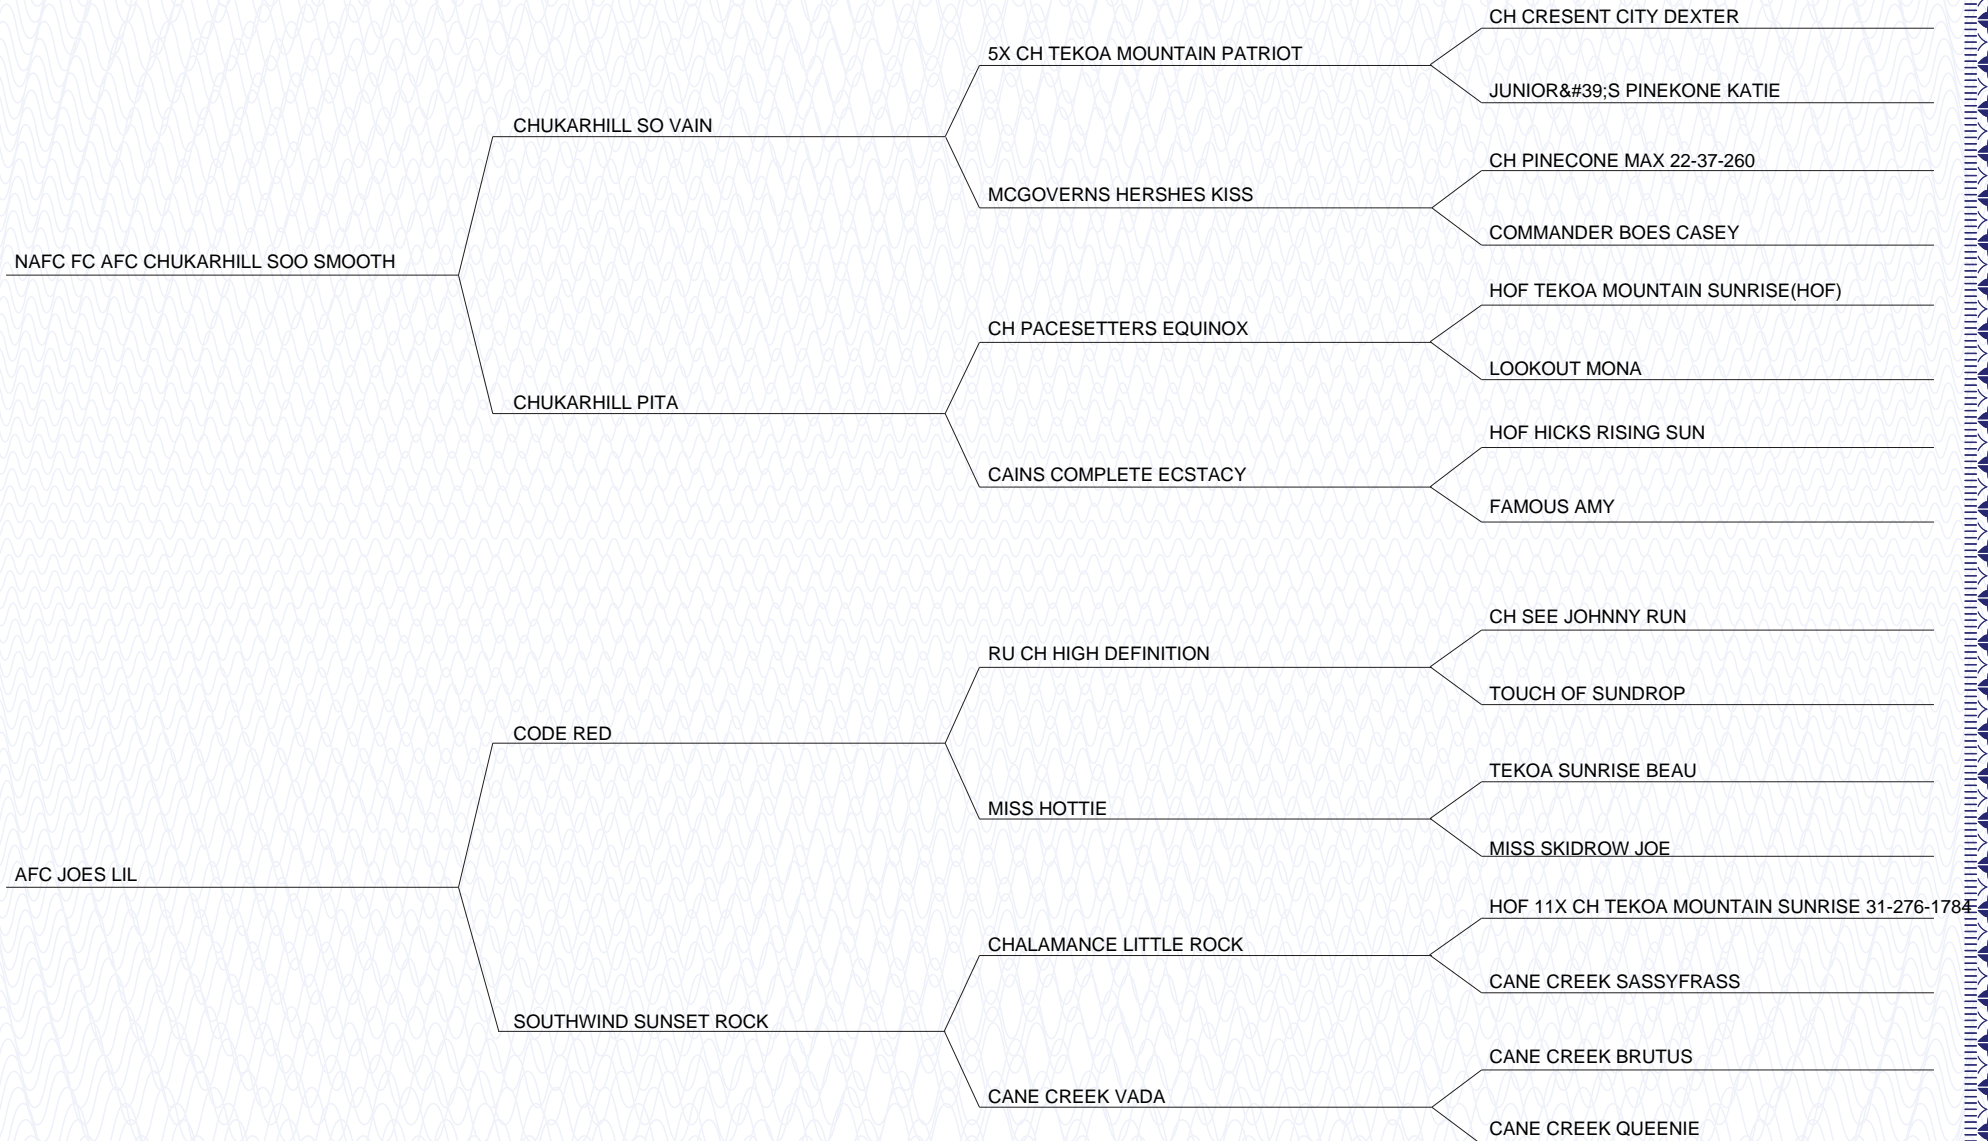 CH CRESENT CITY DEXTER
5X CH TEKOA MOUNTAIN PATRIOT
JUNIOR&#39;S PINEKONE KATIE
CHUKARHILL SO VAIN
CH PINECONE MAX 22-37-260
MCGOVERNS HERSHES KISS
COMMANDER BOES CASEY
NAFC FC AFC CHUKARHILL SOO SMOOTH
HOF TEKOA MOUNTAIN SUNRISE(HOF)
CH PACESETTERS EQUINOX
LOOKOUT MONA
CHUKARHILL PITA
HOF HICKS RISING SUN
CAINS COMPLETE ECSTACY
FAMOUS AMY
CH SEE JOHNNY RUN
RU CH HIGH DEFINITION
TOUCH OF SUNDROP
CODE RED
TEKOA SUNRISE BEAU
MISS HOTTIE
MISS SKIDROW JOE
AFC JOES LIL
HOF 11X CH TEKOA MOUNTAIN SUNRISE 31-276-1784
CHALAMANCE LITTLE ROCK
CANE CREEK SASSYFRASS
SOUTHWIND SUNSET ROCK
CANE CREEK BRUTUS
CANE CREEK VADA
CANE CREEK QUEENIE